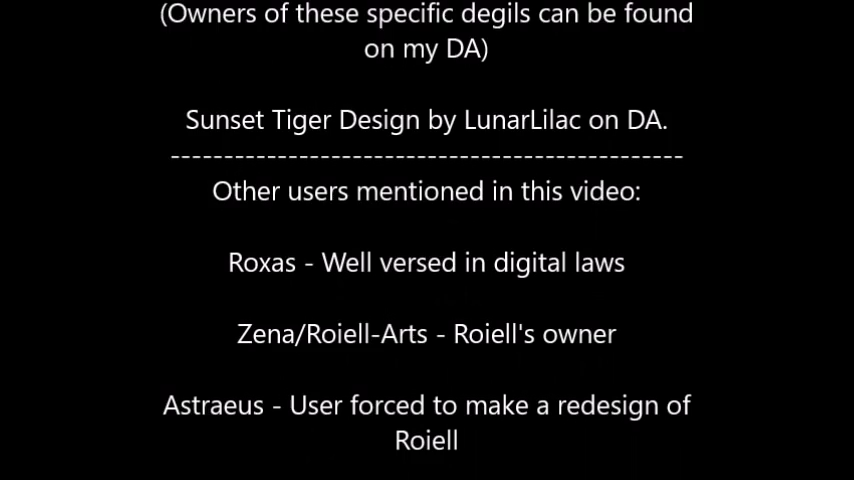 (Owners of these specific degils can be found
on my DA)
Sunset Tiger Design by LunarLilac on DA.
------------------------------------------------
Other users mentioned in this video:
Roxas - Well versed in digital laws
Zena/Roiell-Arts - Roiell's owner
Astraeus - User forced to make a redesign of
Roiell